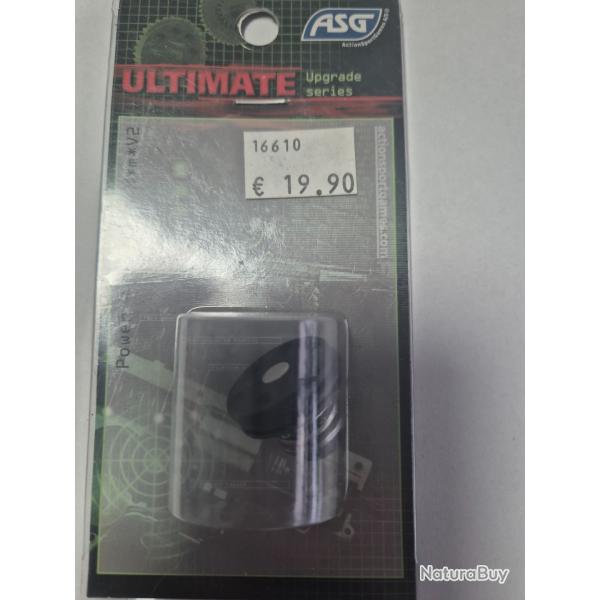 ASG
ActionSportGames A/S®
ULTIMATE
Upgrade
series
16610
€ 19.90
actionsportgames.com
Power
NaturaBuy